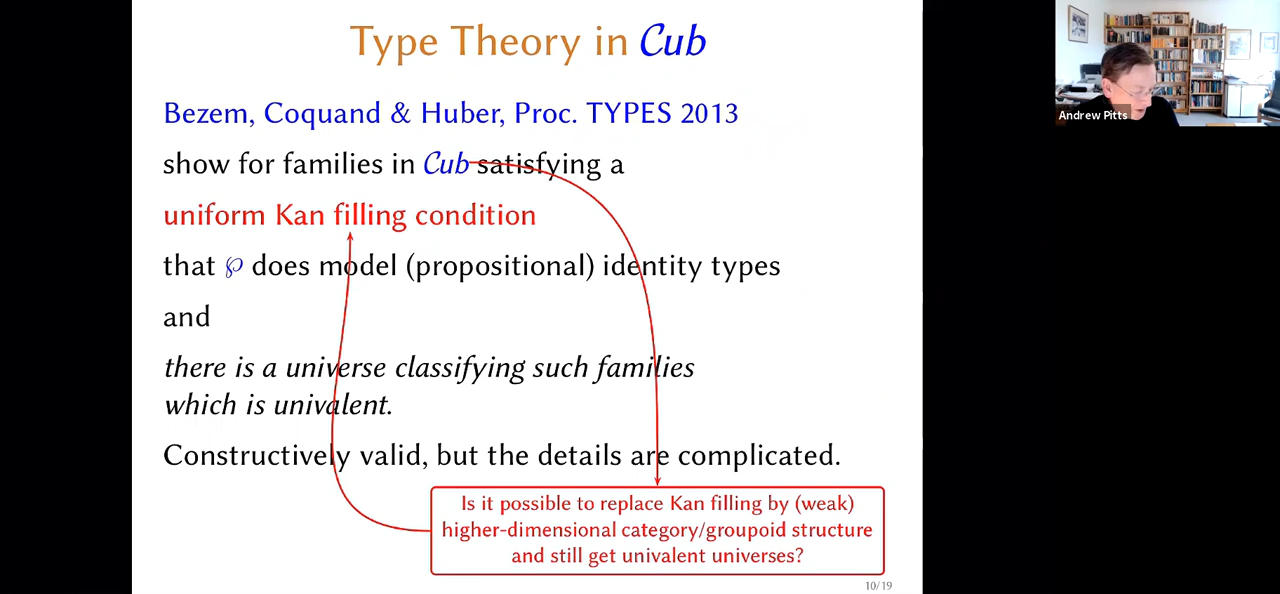 Type Theory in Cub
Bezem, Coquand & Huber, Proc. TYPES 2013
show for families in Cub satisfying a
uniform Kan filling condition
that ℘ does model (propositional) identity types
and
there is a universe classifying such families
which is univalent.
Constructively valid, but the details are complicated.
Is it possible to replace Kan filling by (weak)
higher-dimensional category/groupoid structure
and still get univalent universes?
10/19
Andrew Pitts